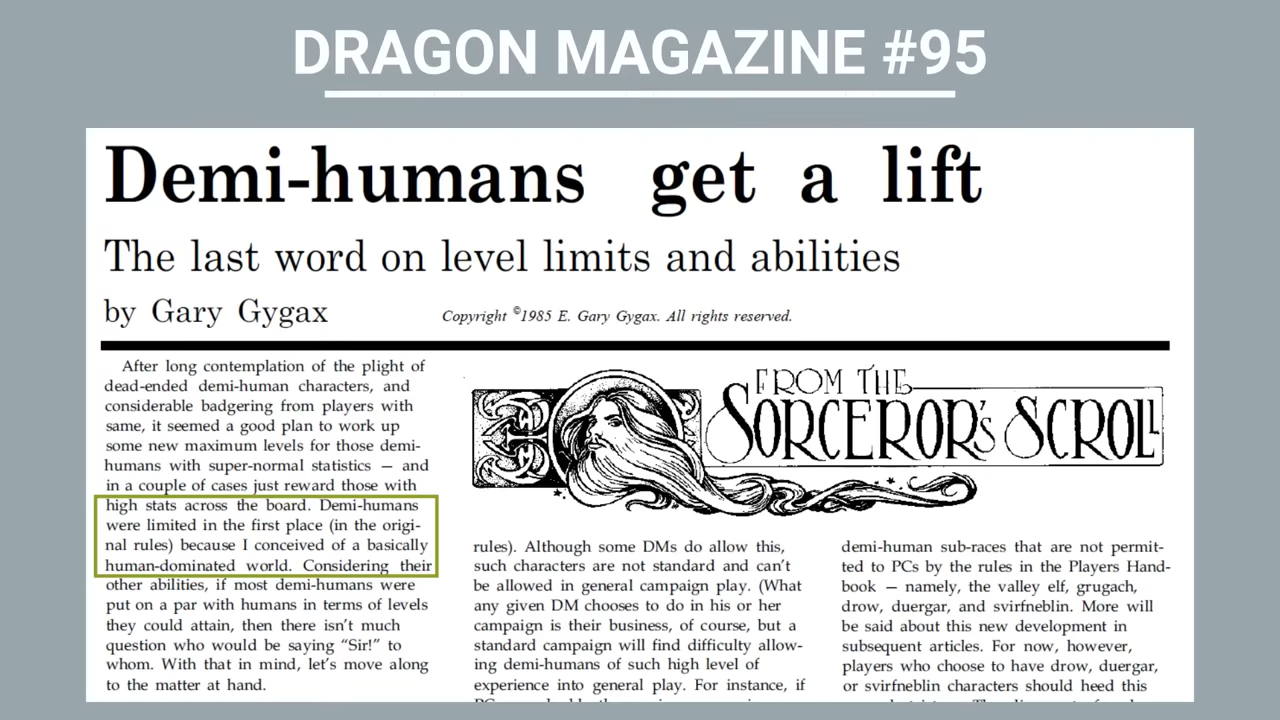 DRAGON MAGAZINE #95
Demi-humans get a lift
The last word on level limits and abilities
by Gary Gygax
Copyright ©1985 E. Gary Gygax. All rights reserved.
After long contemplation of the plight of
dead-ended demi-human characters, and
considerable badgering from players with
same, it seemed a good plan to work up
some new maximum levels for those demi-
humans with super-normal statistics — and
in a couple of cases just reward those with
high stats across the board. Demi-humans
were limited in the first place (in the origi-
nal rules) because I conceived of a basically
human-dominated world. Considering their
other abilities, if most demi-humans were
put on a par with humans in terms of levels
they could attain, then there isn't much
question who would be saying “Sir!” to
whom. With that in mind, let's move along
to the matter at hand.
FROM THE
SORCEROR's SCROLL
rules). Although some DMs do allow this,
such characters are not standard and can't
be allowed in general campaign play. (What
any given DM chooses to do in his or her
campaign is their business, of course, but a
standard campaign will find difficulty allow-
ing demi-humans of such high level of
experience into general play. For instance, if
demi-human sub-races that are not permit-
ted to PCs by the rules in the Players Hand-
book — namely, the valley elf, grugach,
drow, duergar, and svirfneblin. More will
be said about this new development in
subsequent articles. For now, however,
players who choose to have drow, duergar,
or svirfneblin characters should heed this